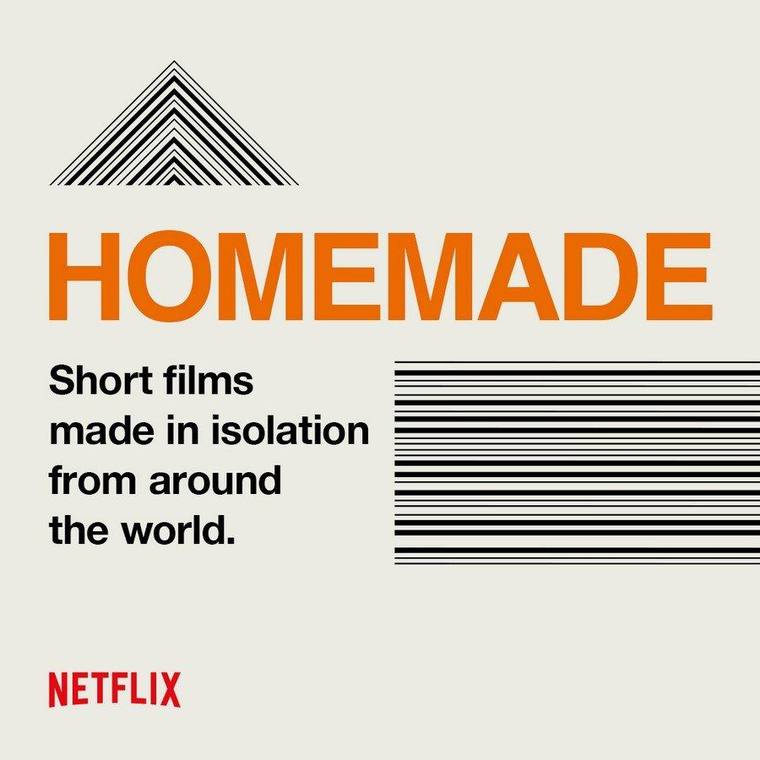 HOMEMADE
Short films
made in isolation
from around
the world.
NETFLIX